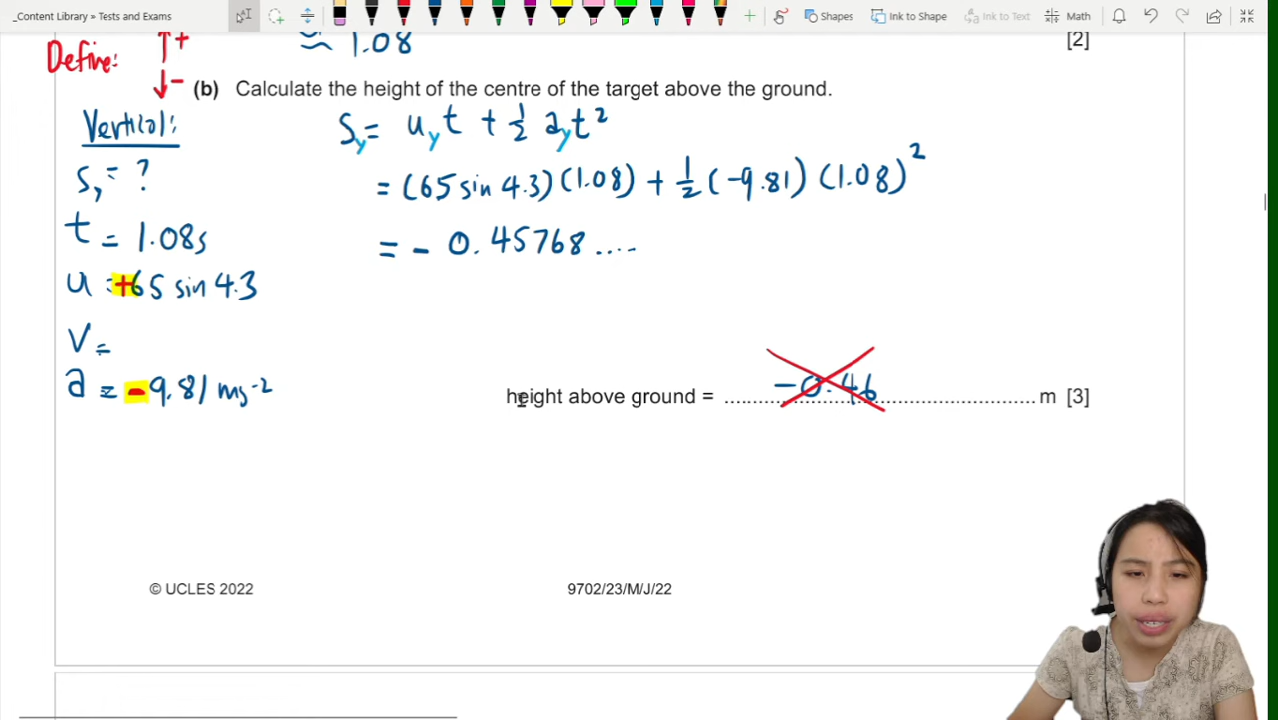 _Content Library » Tests and Exams
Shapes
Ink to Shape
Ink to Text
Math
≈ 1.08
[2]
Define: ↑+
↓-
(b) Calculate the height of the centre of the target above the ground.
Vertical:
Sy = uyt + ½ ayt²
sy = ?
= (65 sin 4.3)(1.08) + ½ (-9.81) (1.08)²
t = 1.08s
= - 0.45768....
u = +65 sin 4.3
v =
a = -9.81 ms-2
height above ground = -0.46 m [3]
© UCLES 2022
9702/23/M/J/22